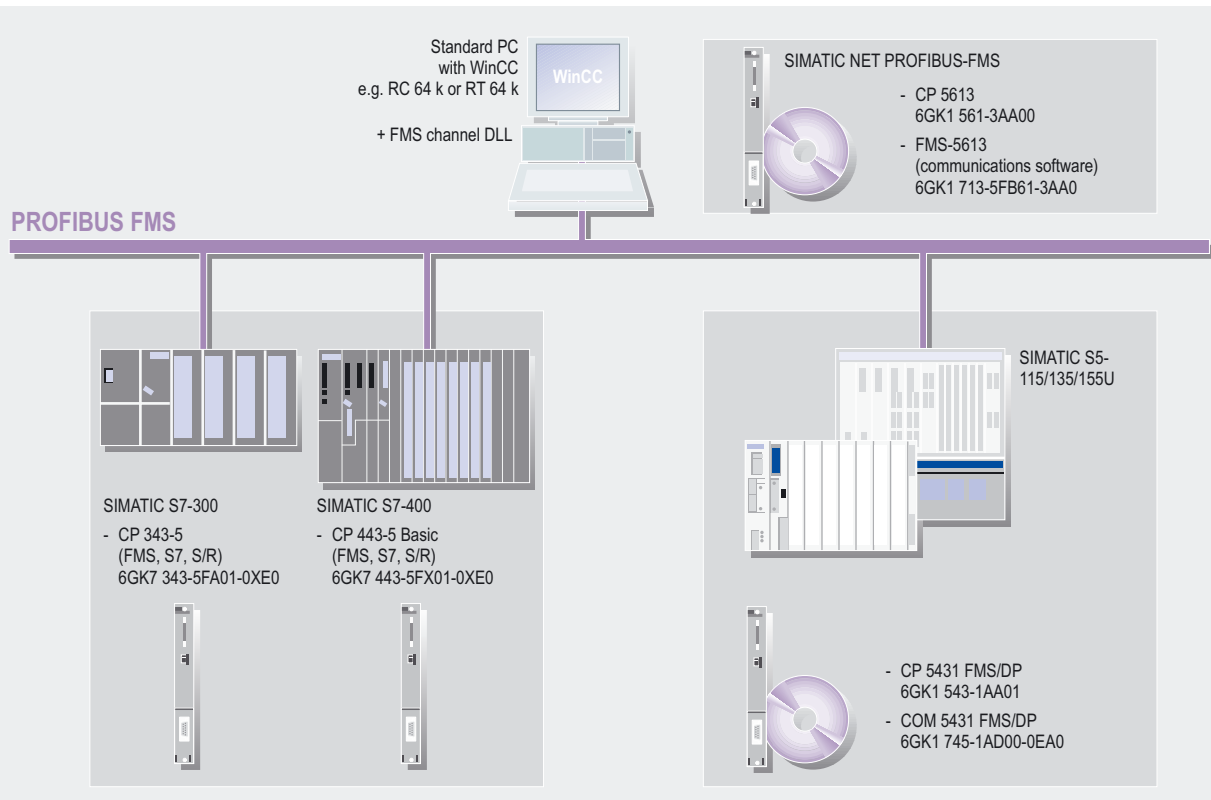 Standard PC
with WinCC
e.g. RC 64 k or RT 64 k
+ FMS channel DLL
WinCC
SIMATIC NET PROFIBUS-FMS
- CP 5613
6GK1 561-3AA00
- FMS-5613
(communications software)
6GK1 713-5FB61-3AA0
PROFIBUS FMS
SIMATIC S5-
115/135/155U
SIMATIC S7-300
- CP 343-5
(FMS, S7, S/R)
6GK7 343-5FA01-0XE0
SIMATIC S7-400
- CP 443-5 Basic
(FMS, S7, S/R)
6GK7 443-5FX01-0XE0
- CP 5431 FMS/DP
6GK1 543-1AA01
- COM 5431 FMS/DP
6GK1 745-1AD00-0EA0